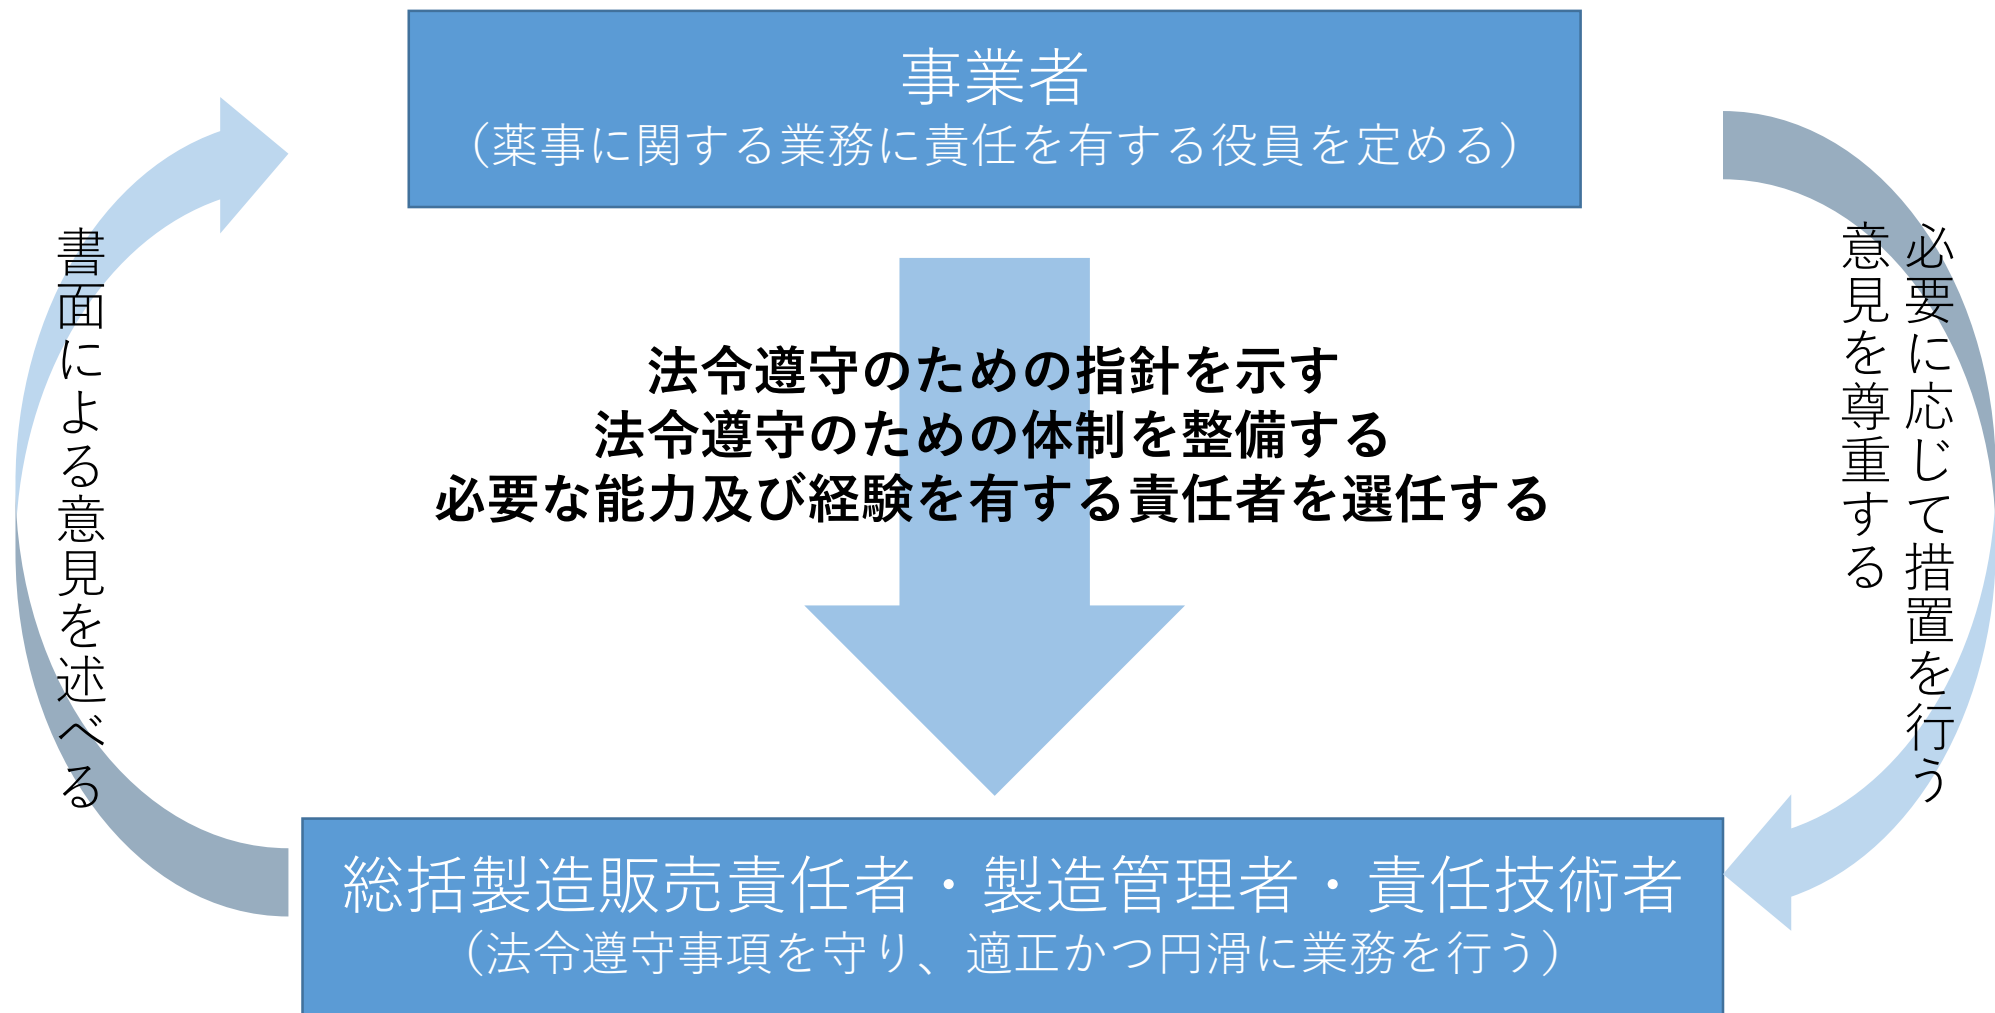 事業者
（薬事に関する業務に責任を有する役員を定める）
書面による意見を述べる
法令遵守のための指針を示す
法令遵守のための体制を整備する
必要な能力及び経験を有する責任者を選任する
必要に応じて措置を行う
意見を尊重する
総括製造販売責任者・製造管理者・責任技術者
（法令遵守事項を守り、適正かつ円滑に業務を行う）